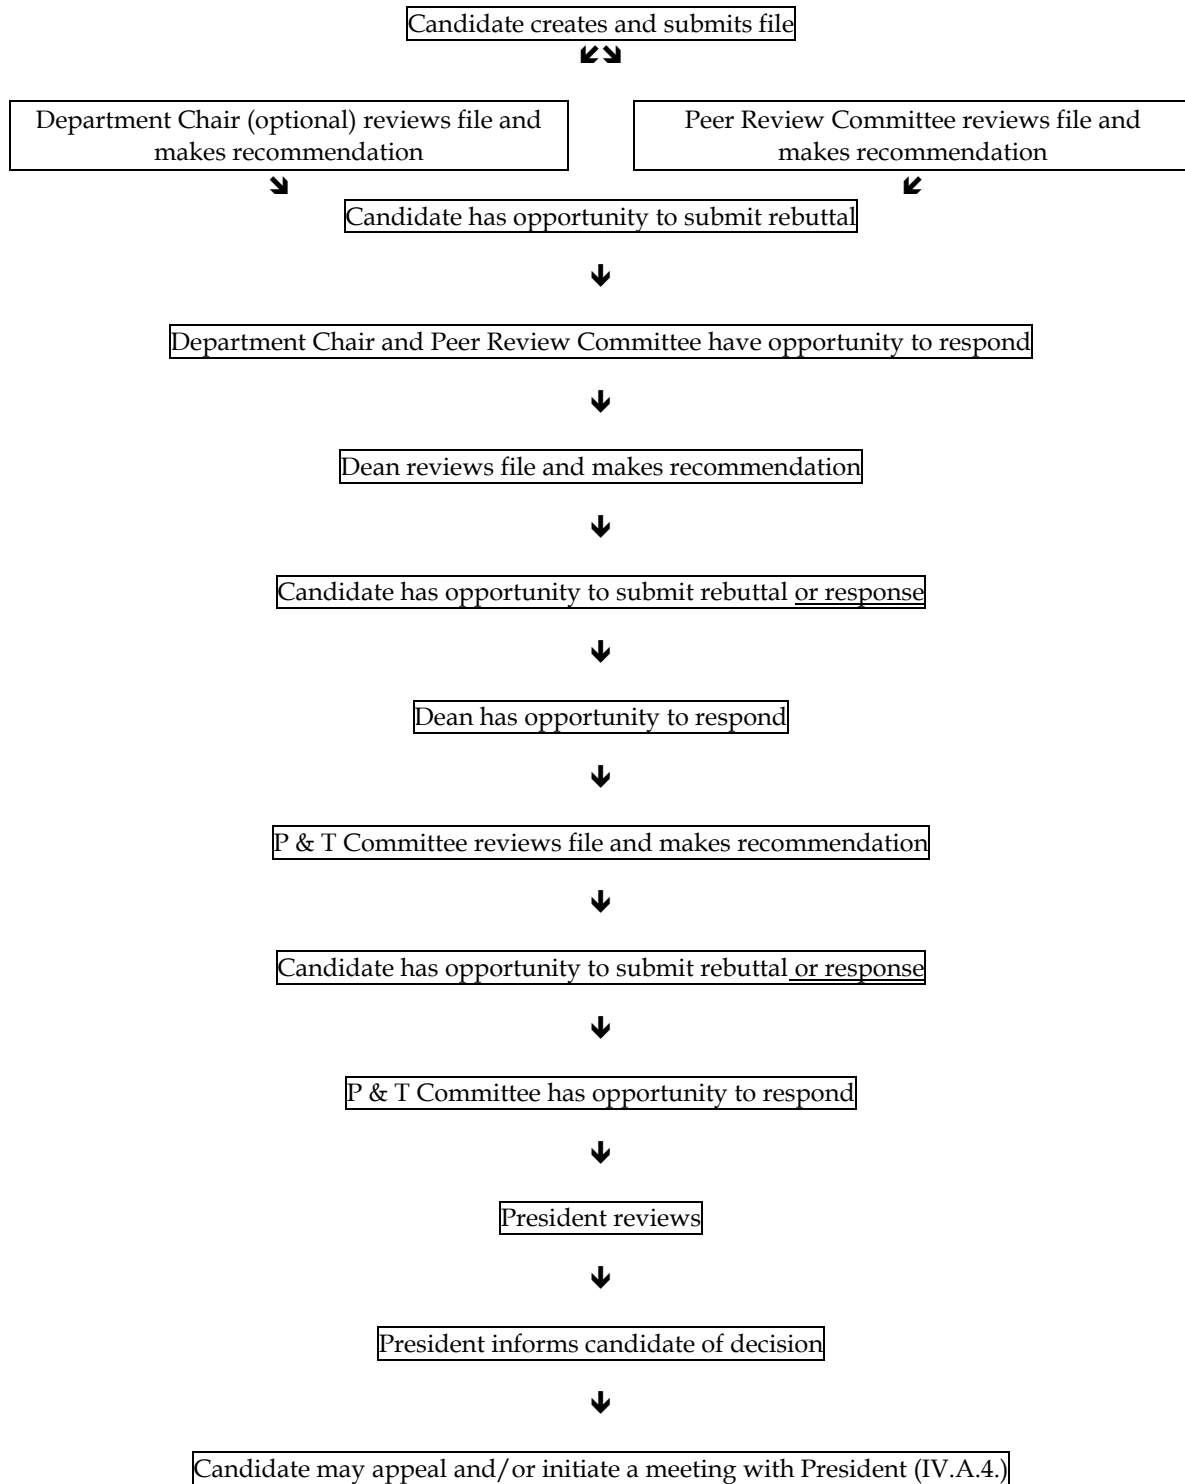 Candidate creates and submits file
Department Chair (optional) reviews file and
makes recommendation
Peer Review Committee reviews file and
makes recommendation
Candidate has opportunity to submit rebuttal
Department Chair and Peer Review Committee have opportunity to respond
Dean reviews file and makes recommendation
Candidate has opportunity to submit rebuttal or response
Dean has opportunity to respond
P & T Committee reviews file and makes recommendation
Candidate has opportunity to submit rebuttal or response
P & T Committee has opportunity to respond
President reviews
President informs candidate of decision
Candidate may appeal and/or initiate a meeting with President (IV.A.4.)